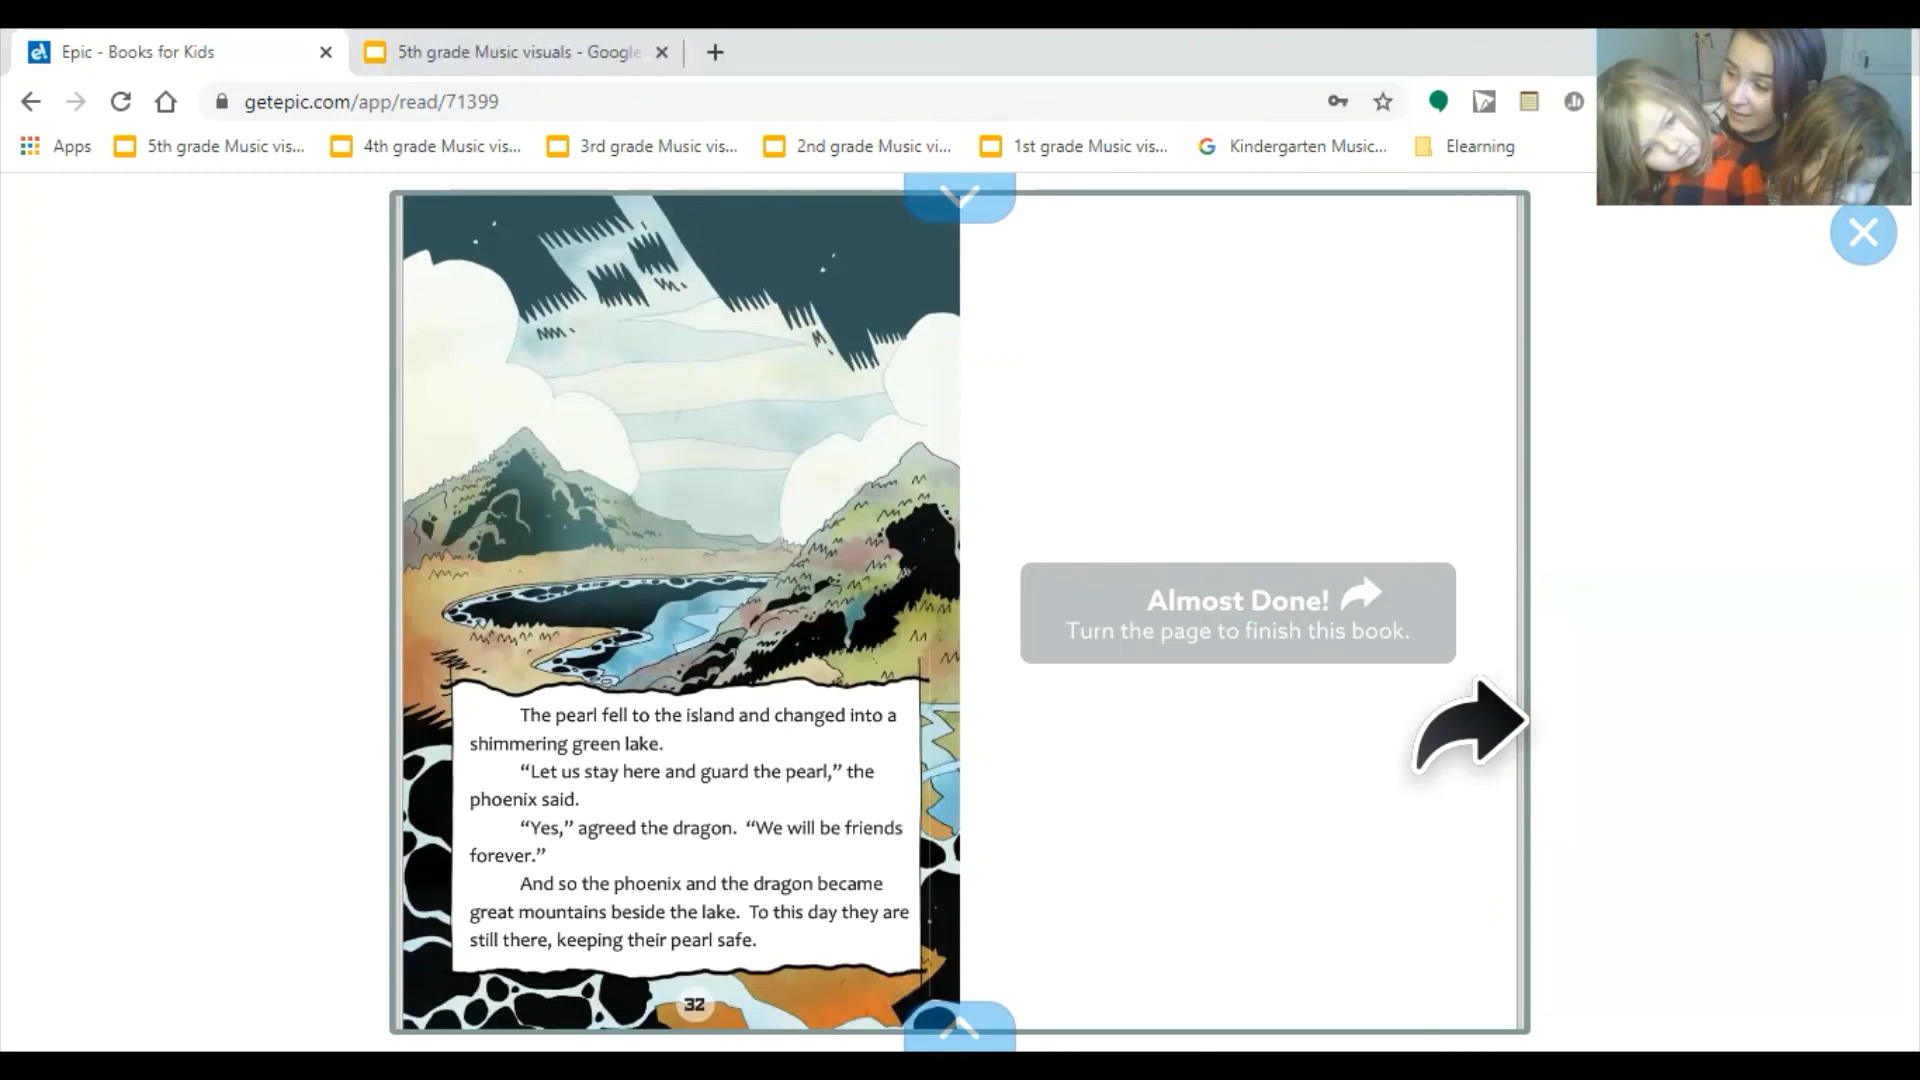 Epic - Books for Kids
5th grade Music visuals - Google
getepic.com/app/read/71399
Apps
5th grade Music vis...
4th grade Music vis...
3rd grade Music vis...
2nd grade Music vi...
1st grade Music vis...
Kindergarten Music...
Elearning
The pearl fell to the island and changed into a
shimmering green lake.
“Let us stay here and guard the pearl,” the
phoenix said.
“Yes,” agreed the dragon. “We will be friends
forever.”
And so the phoenix and the dragon became
great mountains beside the lake. To this day they are
still there, keeping their pearl safe.
32
Almost Done!
Turn the page to finish this book.